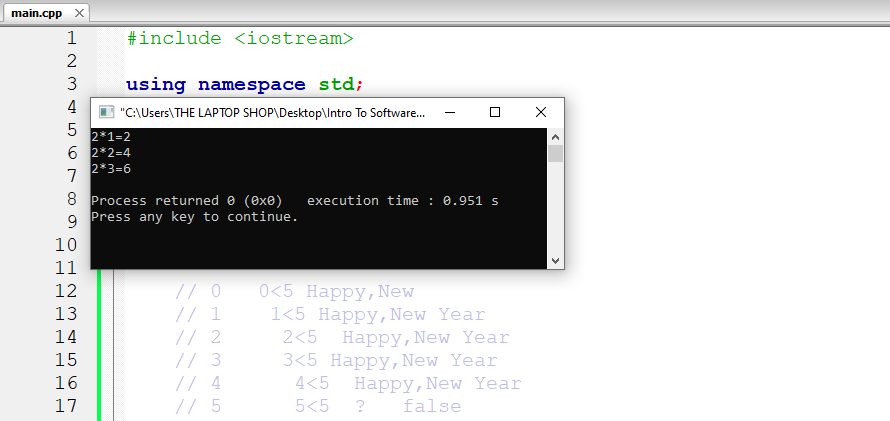 main.cpp
1 #include <iostream>
2
3 using namespace std;
4
"C:\Users\THE LAPTOP SHOP\Desktop\Intro To Software...
5
2*1=2
6
2*2=4
7
2*3=6
8
Process returned 0 (0x0)   execution time : 0.951 s
9
Press any key to continue.
10
11
12 // 0   0<5 Happy,New
13 // 1    1<5 Happy,New Year
14 // 2     2<5  Happy,New Year
15 // 3     3<5 Happy,New Year
16 // 4      4<5  Happy,New Year
17 // 5      5<5  ?   false